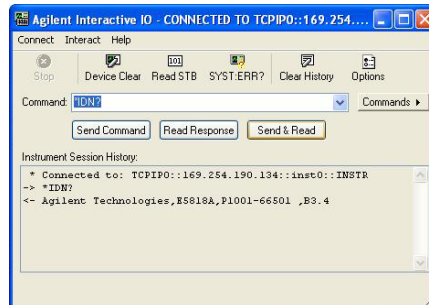 Agilent Interactive IO - CONNECTED TO TCPIP0::169.254....
Connect Interact Help
Stop Device Clear Read STB SYST:ERR? Clear History Options
101
Command: *IDN? Commands
Send Command Read Response Send & Read
Instrument Session History:
* Connected to: TCPIP0::169.254.190.134::inst0::INSTR
-> *IDN?
<- Agilent Technologies,E5818A,P1001-66501 ,B3.4